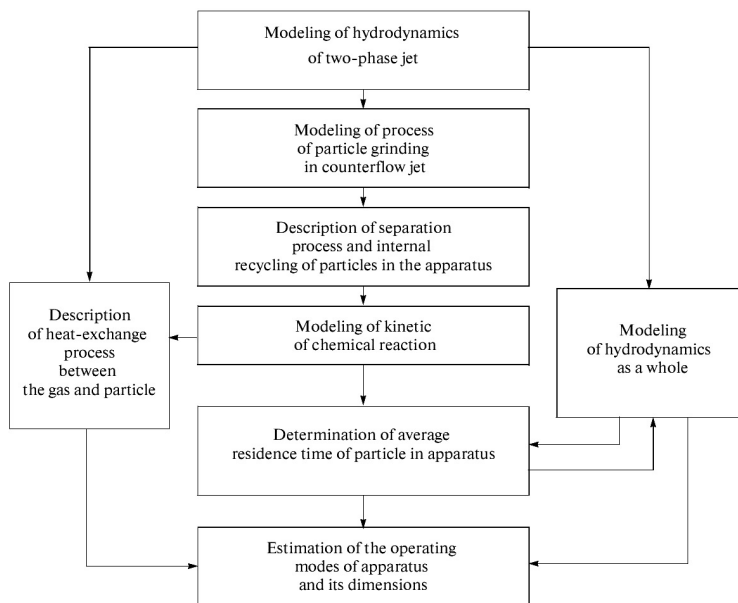 Modeling of hydrodynamics
of two-phase jet
Modeling of process
of particle grinding
in counterflow jet
Description of separation
process and internal
recycling of particles in the apparatus
Description
of heat-exchange
process
between
the gas and particle
Modeling of kinetic
of chemical reaction
Modeling
of hydrodynamics
as a whole
Determination of average
residence time of particle in apparatus
Estimation of the operating
modes of apparatus
and its dimensions